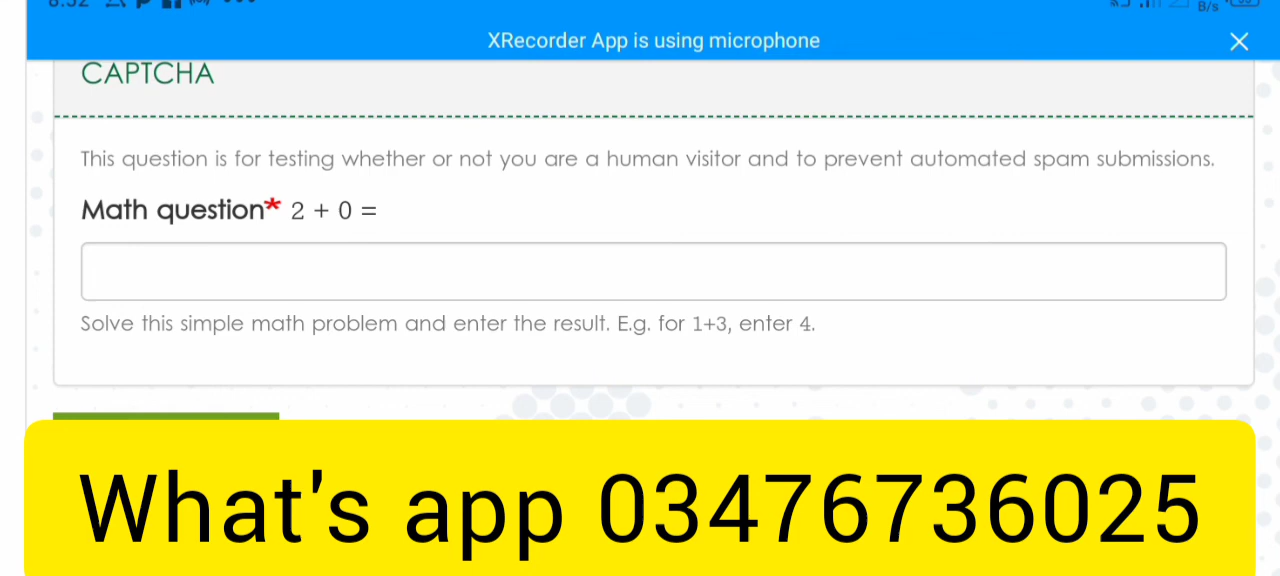 XRecorder App is using microphone
CAPTCHA
This question is for testing whether or not you are a human visitor and to prevent automated spam submissions.
Math question* 2 + 0 =
Solve this simple math problem and enter the result. E.g. for 1+3, enter 4.
What's app 03476736025